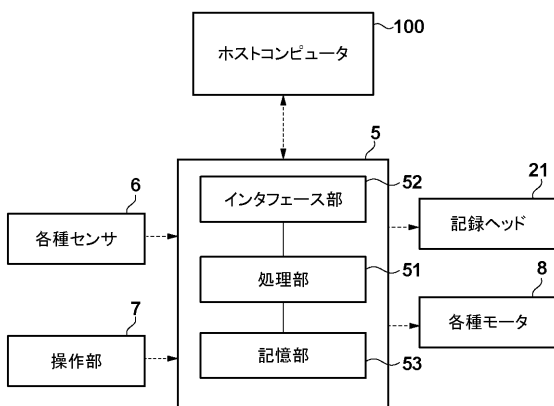 100
ホストコンピュータ
5
52
インタフェース部
6
各種センサ
21
記録ヘッド
51
処理部
7
操作部
8
各種モータ
53
記憶部